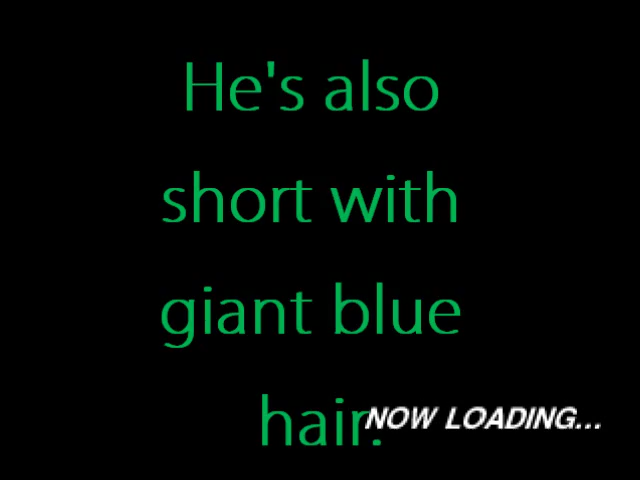 He's also
short with
giant blue
hair.
NOW LOADING...